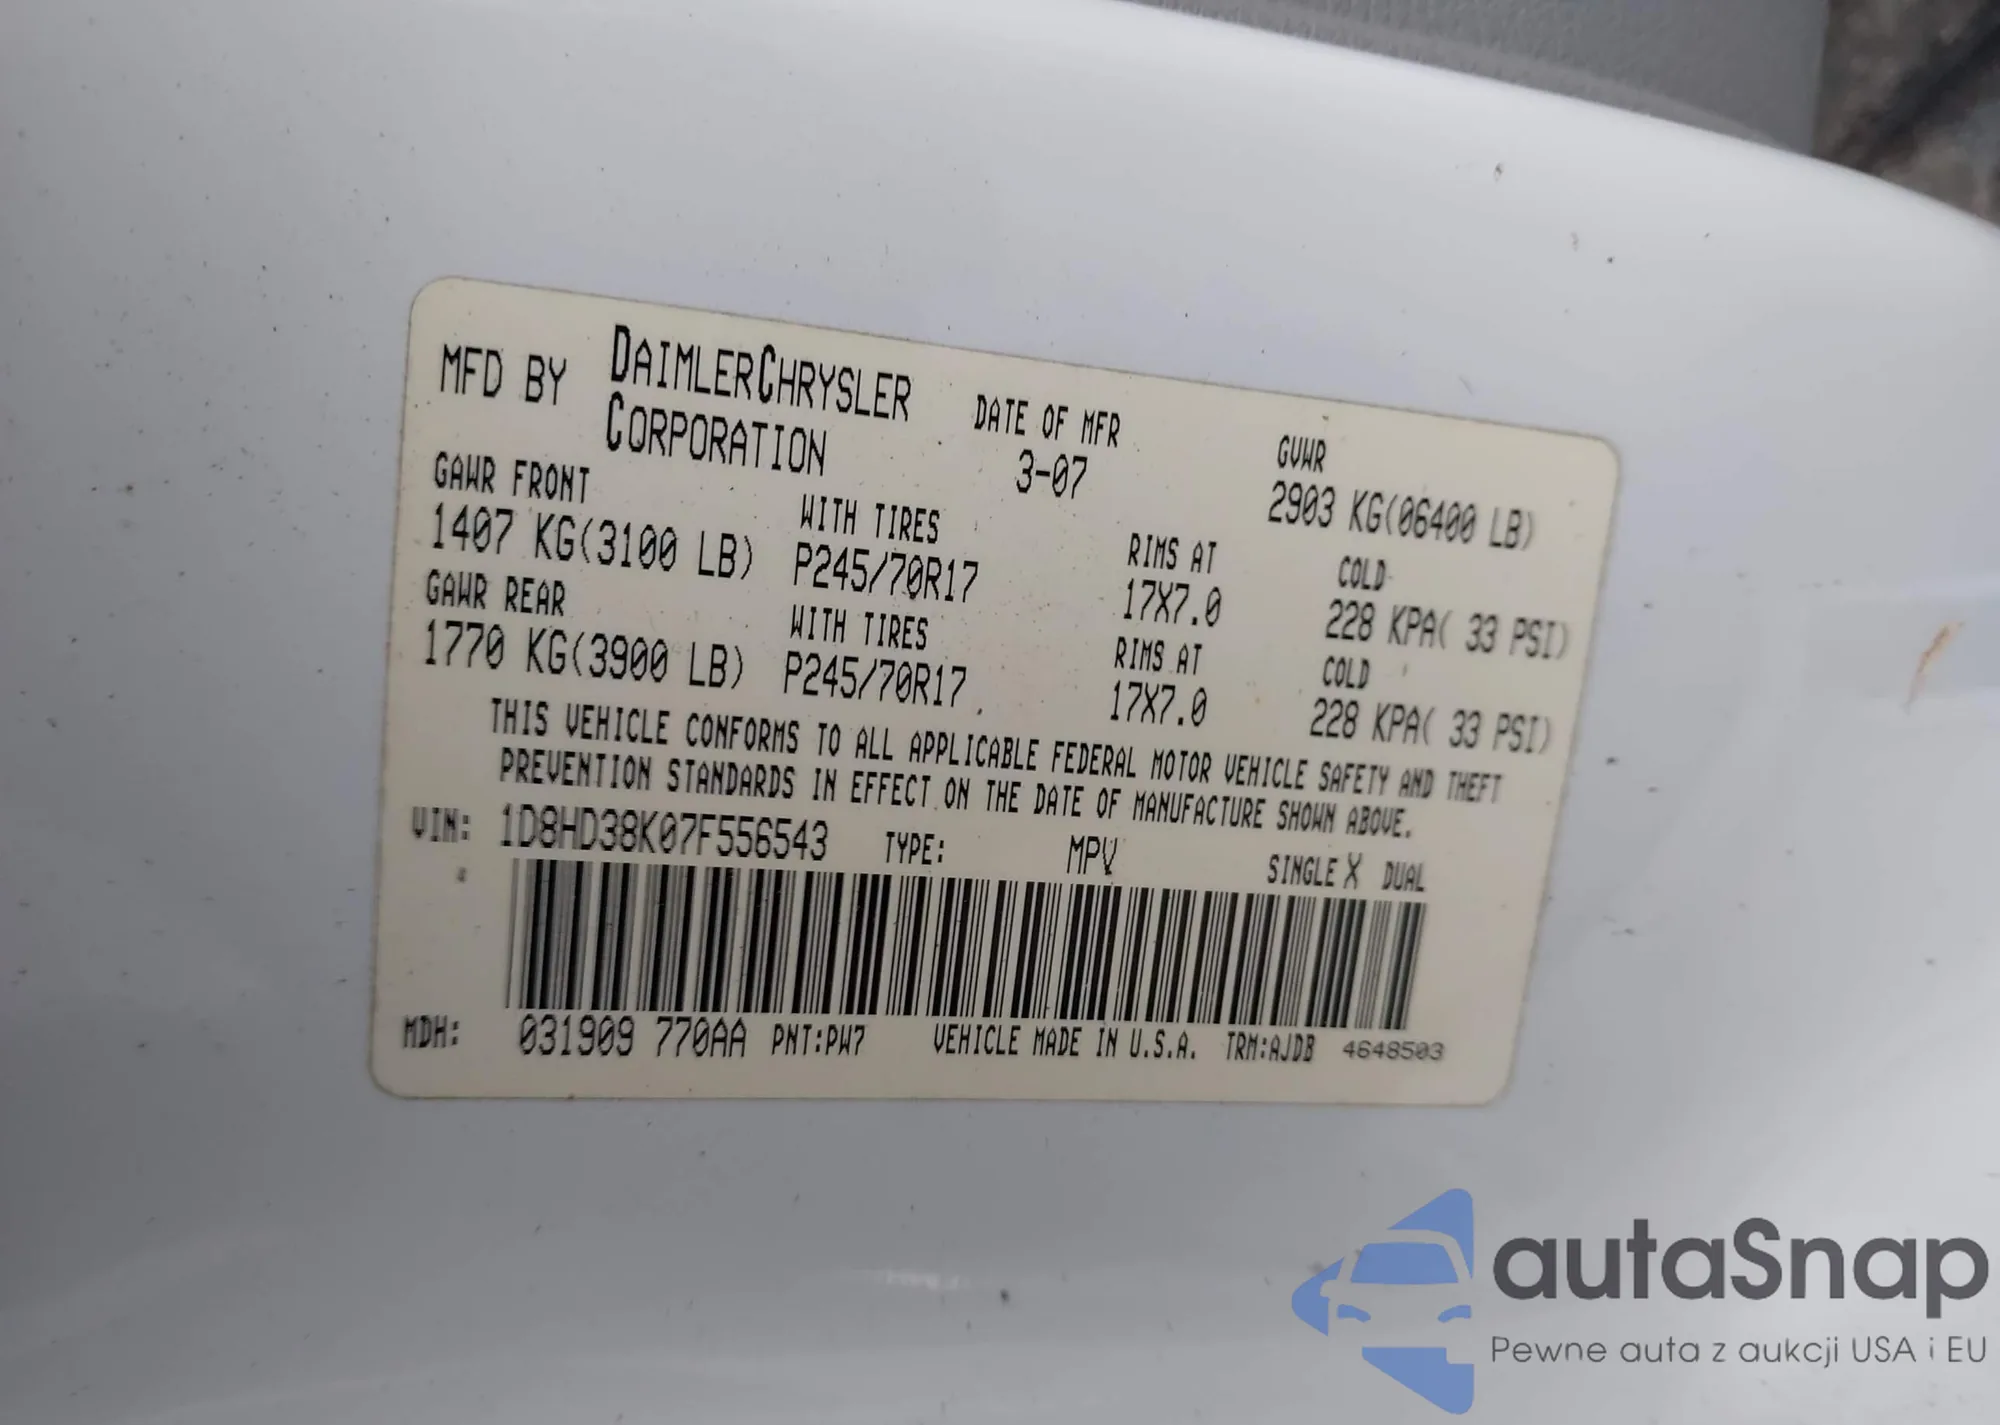 MFD BY DAIMLERCHRYSLER CORPORATION
DATE OF MFR
3-07
GVWR
2903 KG(06400 LB)
GAWR FRONT
1407 KG(3100 LB)
WITH TIRES
P245/70R17
RIMS AT
17X7.0
COLD
228 KPA( 33 PSI)
GAWR REAR
1770 KG(3900 LB)
WITH TIRES
P245/70R17
RIMS AT
17X7.0
COLD
228 KPA( 33 PSI)
THIS VEHICLE CONFORMS TO ALL APPLICABLE FEDERAL MOTOR VEHICLE SAFETY AND THEFT
PREVENTION STANDARDS IN EFFECT ON THE DATE OF MANUFACTURE SHOWN ABOVE.
VIN: 1D8HD38K07F556543 TYPE: MPV SINGLE X DUAL
MDH: 031909 770AA PNT:PW7 VEHICLE MADE IN U.S.A. TRM:AJDB 4648503
autaSnap
Pewne auta z aukcji USA i EU